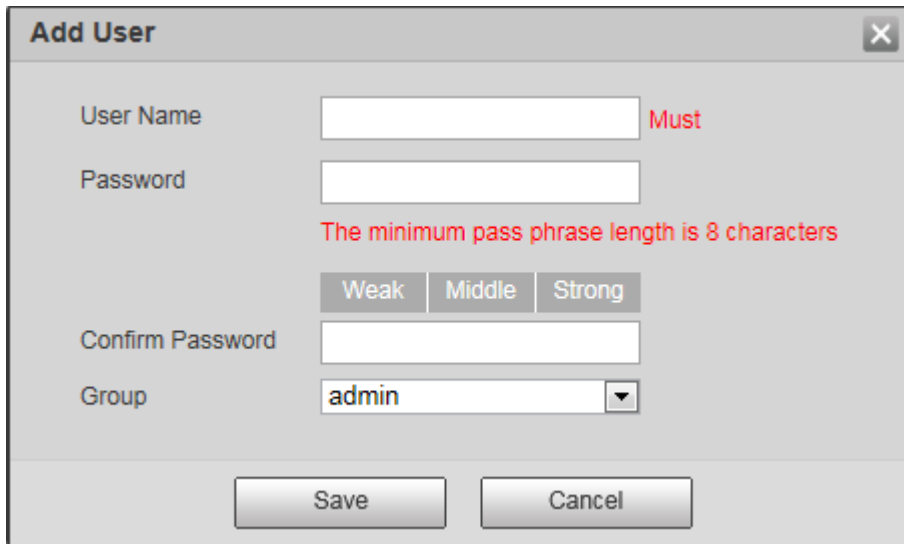 Add User
User Name Must
Password
The minimum pass phrase length is 8 characters
Weak Middle Strong
Confirm Password
Group admin
Save Cancel